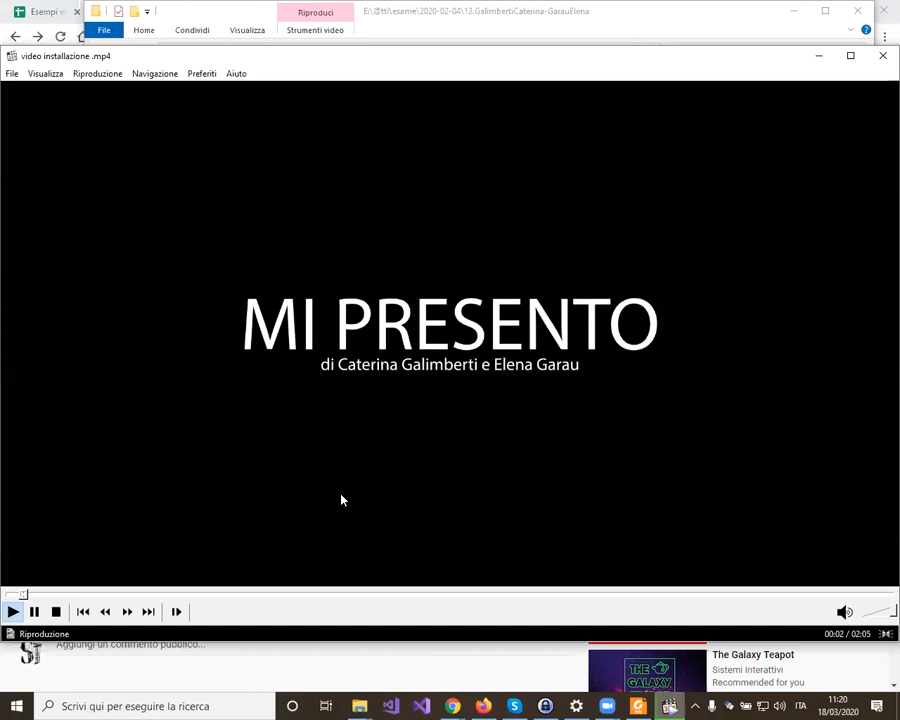 Esempi vi
Riproduci
E:\@tti\esame\2020-02-04\12.GalimbertiCaterina-GarauElena
File Home Condividi Visualizza Strumenti video
video installazione .mp4
File Visualizza Riproduzione Navigazione Preferiti Aiuto
MI PRESENTO
di Caterina Galimberti e Elena Garau
Riproduzione
00:02 / 02:05
Aggiungi un commento pubblico...
THE GALAXY
The Galaxy Teapot
Sistemi Interattivi
Recommended for you
Scrivi qui per eseguire la ricerca
ITA
11:20
18/03/2020